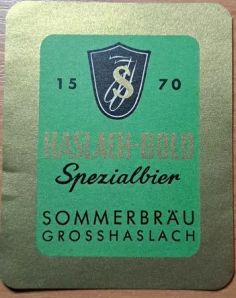 15 70
HASLACH-GOLD
Spezialbier
SOMMERBRÄU
GROSSHASLACH